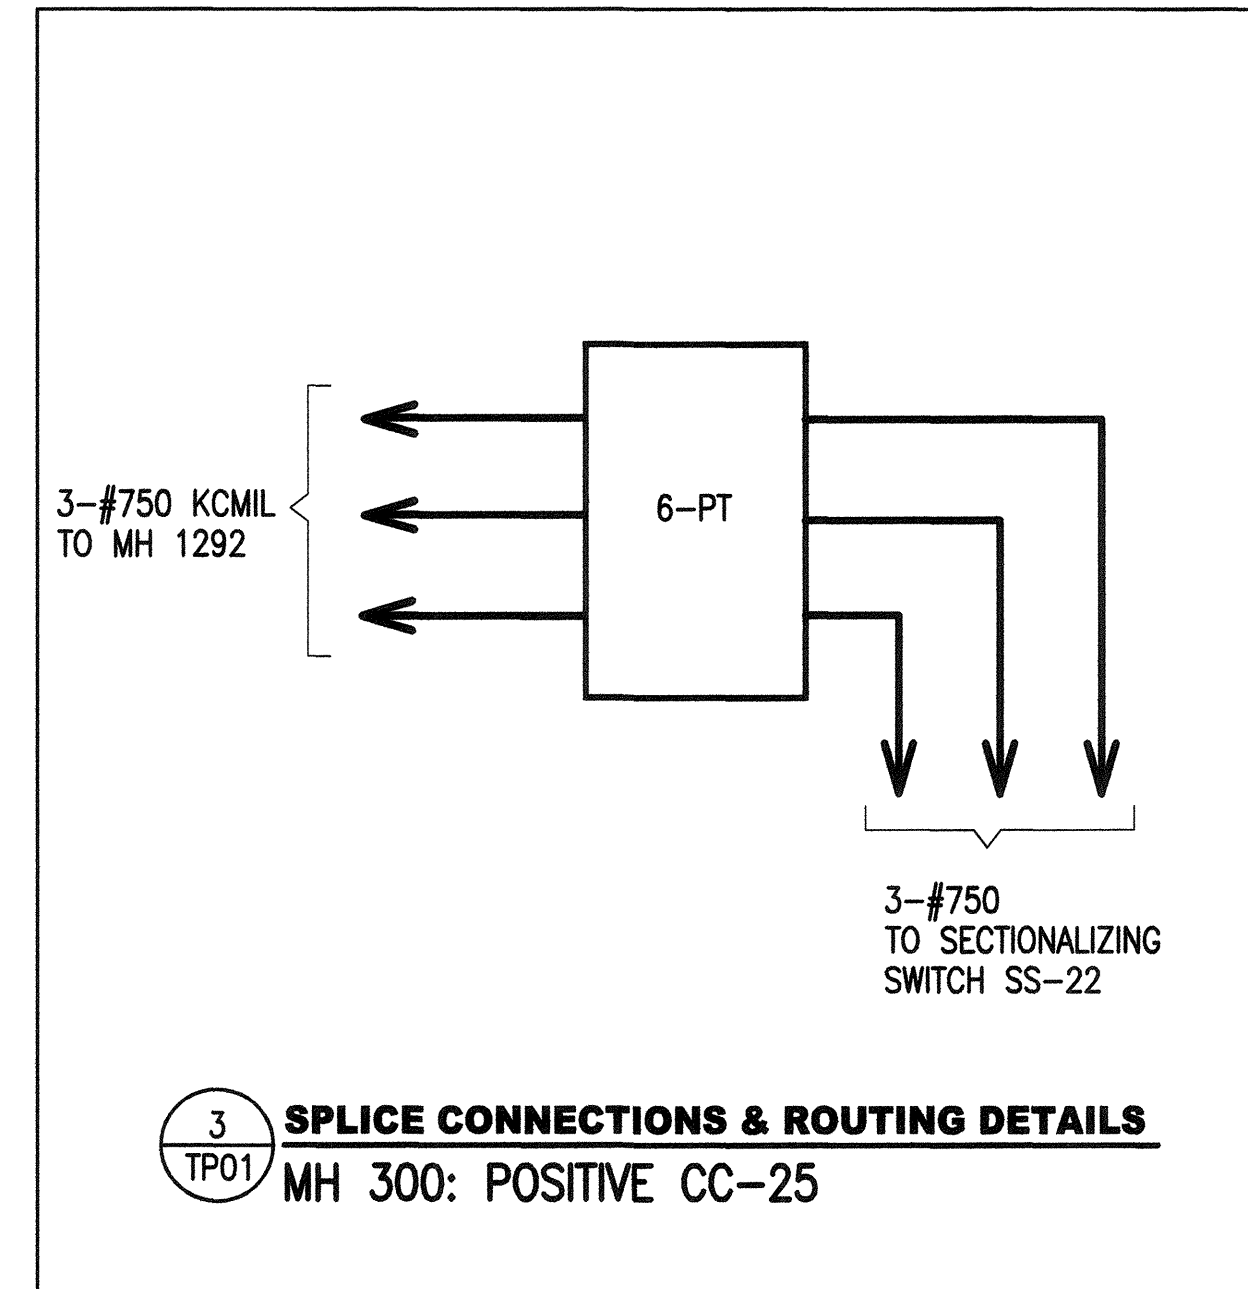 3-#750 KCMIL
TO MH 1292
6-PT
3-#750
TO SECTIONALIZING
SWITCH SS-22
3
TP01
SPLICE CONNECTIONS & ROUTING DETAILS
MH 300: POSITIVE CC-25